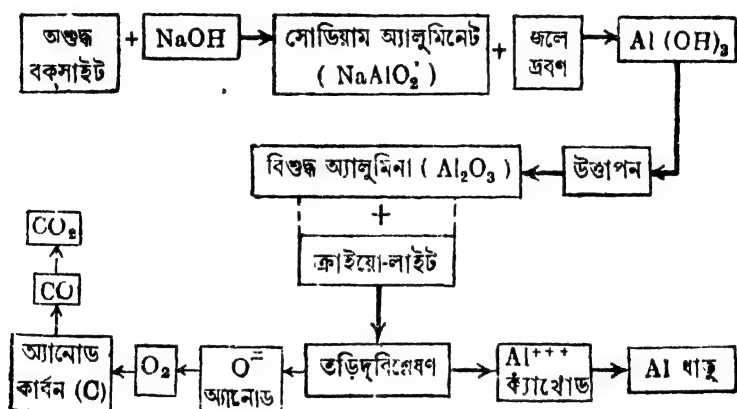 অশুদ্ধ
বক্সাইট
+
NaOH
সোডিয়াম অ্যালুমিনেট
( NaAlO₂ )
+
জলে
দ্রবণ
Al (OH)₃
উত্তাপন
বিশুদ্ধ অ্যালুমিনা ( Al₂O₃ )
+
ক্রাইয়ো-লাইট
তড়িদ্‌বিশ্লেষণ
Al⁺⁺⁺
ক্যাথোড
Al ধাতু
O⁼
অ্যানোড
O₂
অ্যানোড
কার্বন (C)
CO
CO₂